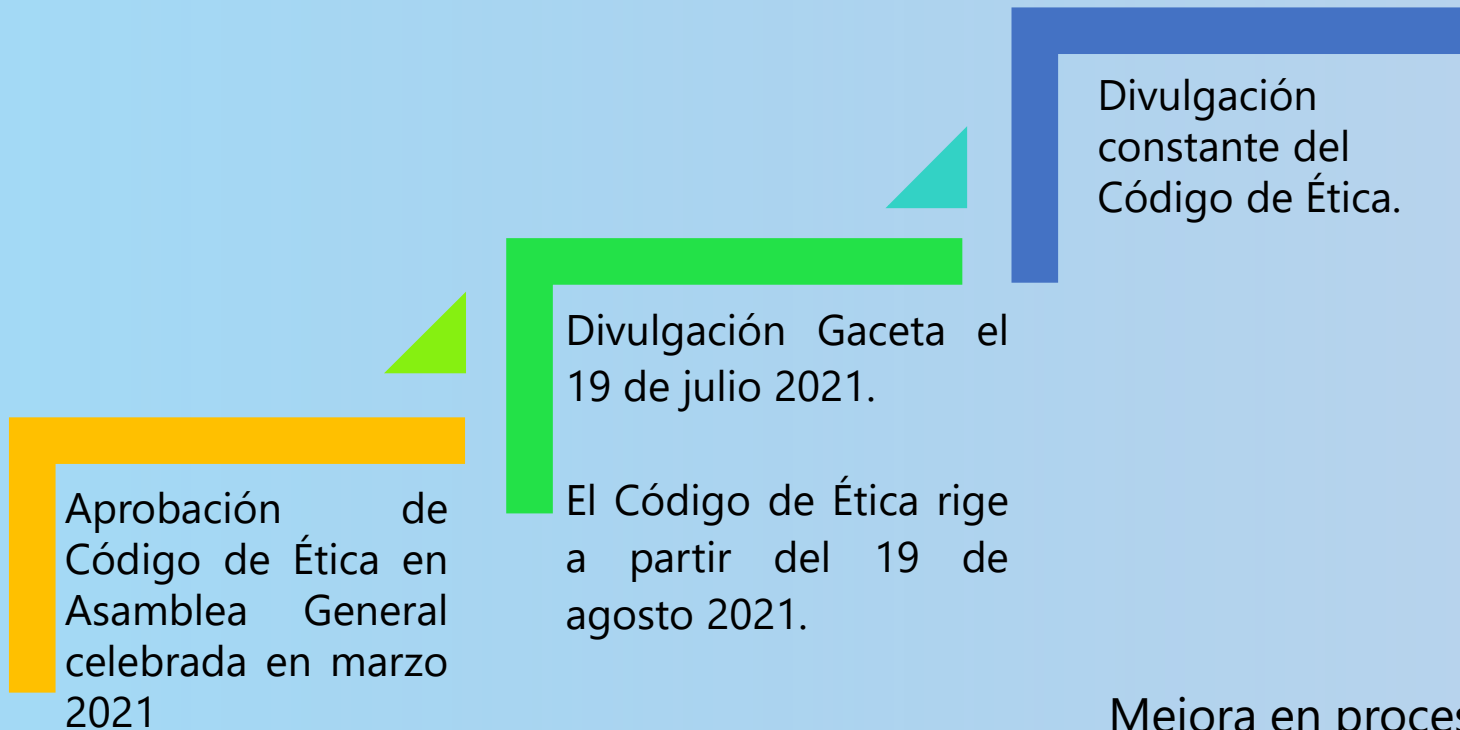 Divulgación
constante del
Código de Ética.
Divulgación Gaceta el
19 de julio 2021.
El Código de Ética rige
a partir del 19 de
agosto 2021.
Aprobación de
Código de Ética en
Asamblea General
celebrada en marzo
2021
Mejora en